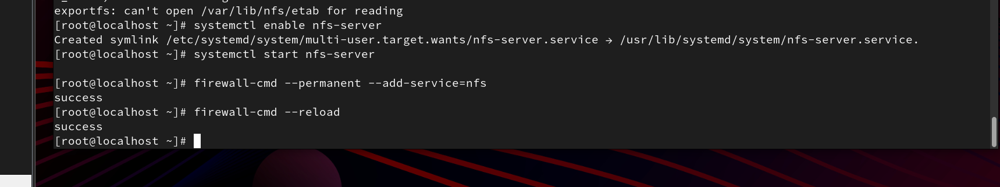 exportfs: can't open /var/lib/nfs/etab for reading
[root@localhost ~]# systemctl enable nfs-server
Created symlink /etc/systemd/system/multi-user.target.wants/nfs-server.service → /usr/lib/systemd/system/nfs-server.service.
[root@localhost ~]# systemctl start nfs-server
[root@localhost ~]# firewall-cmd --permanent --add-service=nfs
success
[root@localhost ~]# firewall-cmd --reload
success
[root@localhost ~]#